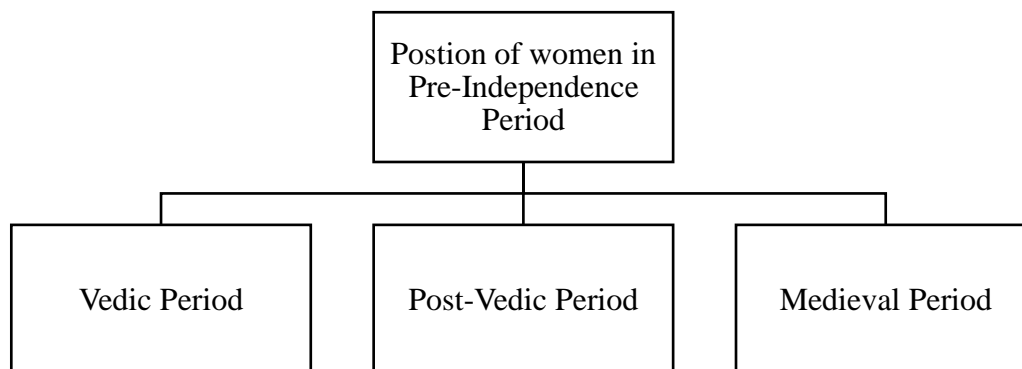 Postion of women in
Pre-Independence
Period
Vedic Period
Post-Vedic Period
Medieval Period